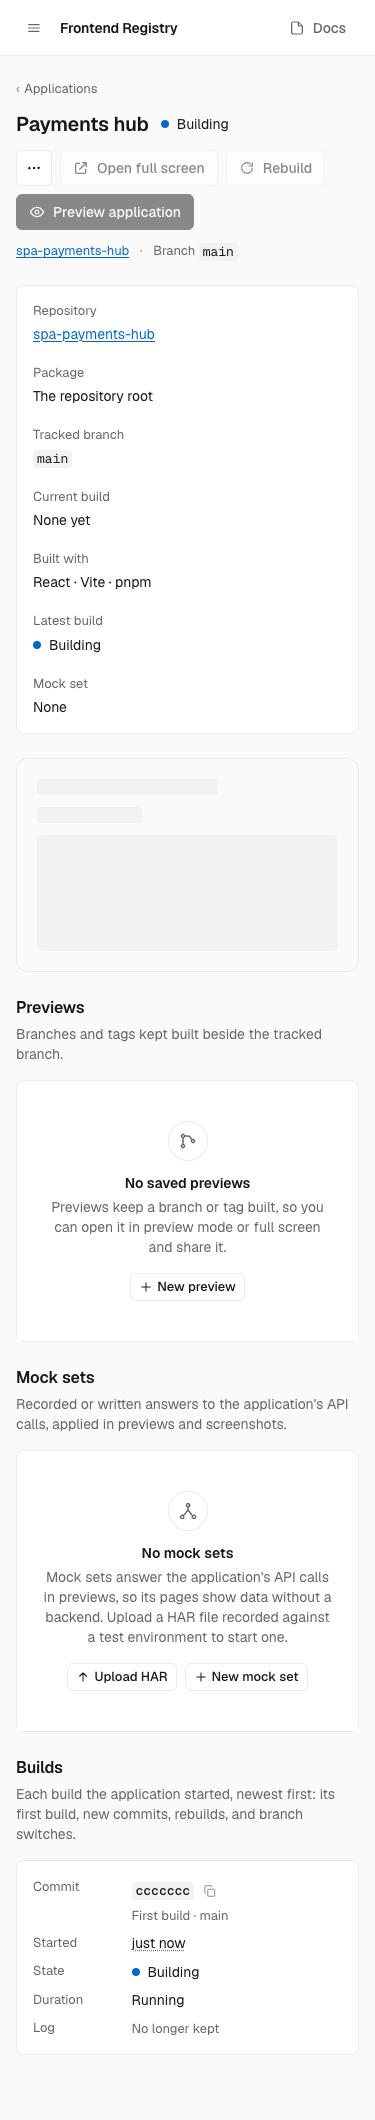 Frontend Registry
Docs
‹ Applications
Payments hub
Building
Open full screen
Rebuild
Preview application
spa-payments-hub · Branch main
Repository
spa-payments-hub
Package
The repository root
Tracked branch
main
Current build
None yet
Built with
React · Vite · pnpm
Latest build
Building
Mock set
None
Previews
Branches and tags kept built beside the tracked
branch.
No saved previews
Previews keep a branch or tag built, so you
can open it in preview mode or full screen
and share it.
New preview
Mock sets
Recorded or written answers to the application's API
calls, applied in previews and screenshots.
No mock sets
Mock sets answer the application's API calls
in previews, so its pages show data without a
backend. Upload a HAR file recorded against
a test environment to start one.
Upload HAR
New mock set
Builds
Each build the application started, newest first: its
first build, new commits, rebuilds, and branch
switches.
Commit
ccccccc
First build · main
Started
just now
State
Building
Duration
Running
Log
No longer kept